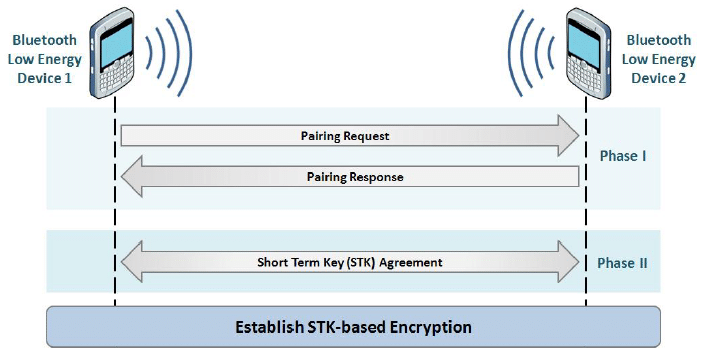 Bluetooth
Low Energy
Device 1
Bluetooth
Low Energy
Device 2
Pairing Request
Phase I
Pairing Response
Short Term Key (STK) Agreement
Phase II
Establish STK-based Encryption